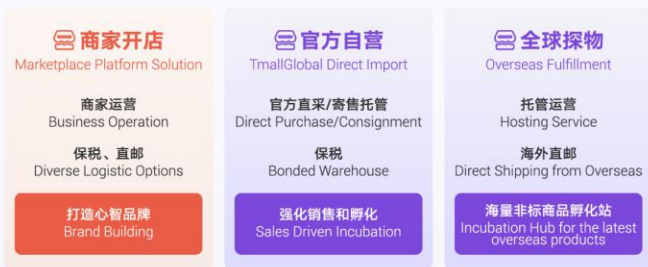 商家开店
Marketplace Platform Solution
商家运营
Business Operation
保税、直邮
Diverse Logistic Options
打造心智品牌
Brand Building
官方自营
TmallGlobal Direct Import
官方直采/寄售托管
Direct Purchase/Consignment
保税
Bonded Warehouse
强化销售和孵化
Sales Driven Incubation
全球探物
Overseas Fulfillment
托管运营
Hosting Service
海外直邮
Direct Shipping from Overseas
海量非标商品孵化站
Incubation Hub for the latest
overseas products